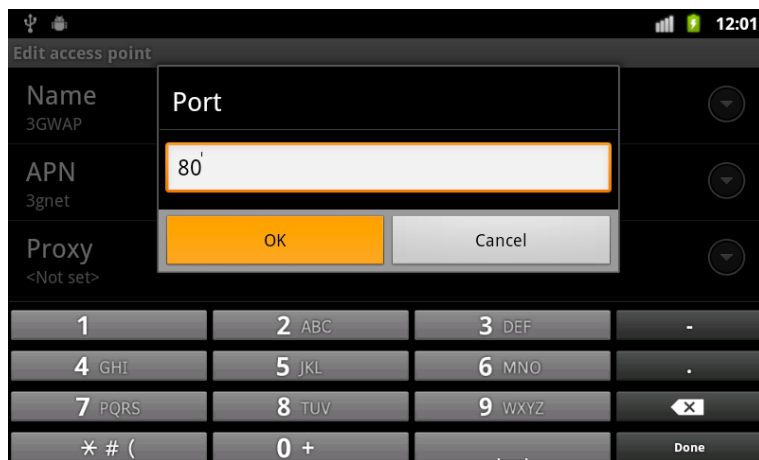 12:01
Edit access point
Name
3GWAP
APN
3gnet
Proxy
<Not set>
Port
80
OK
Cancel
1
2 ABC
3 DEF
-
4 GHI
5 JKL
6 MNO
.
7 PQRS
8 TUV
9 WXYZ
* # (
0 +
Done